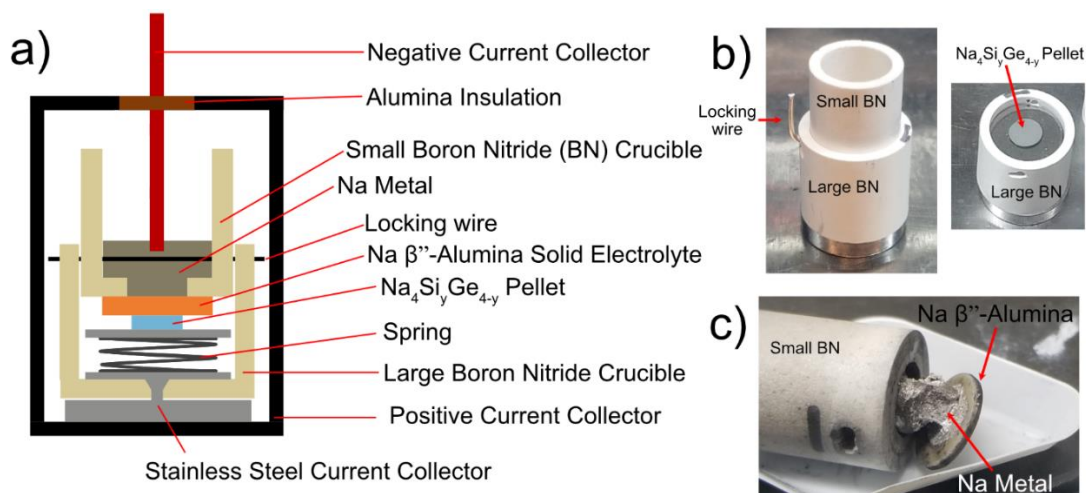 a)
Negative Current Collector
Alumina Insulation
Small Boron Nitride (BN) Crucible
Na Metal
Locking wire
Na β”-Alumina Solid Electrolyte
Na₄SiᵧGe₄₋ᵧ Pellet
Spring
Large Boron Nitride Crucible
Positive Current Collector
Stainless Steel Current Collector
b)
Locking
wire
Small BN
Large BN
Na₄SiᵧGe₄₋ᵧ Pellet
Large BN
c)
Small BN
Na β”-Alumina
Na Metal